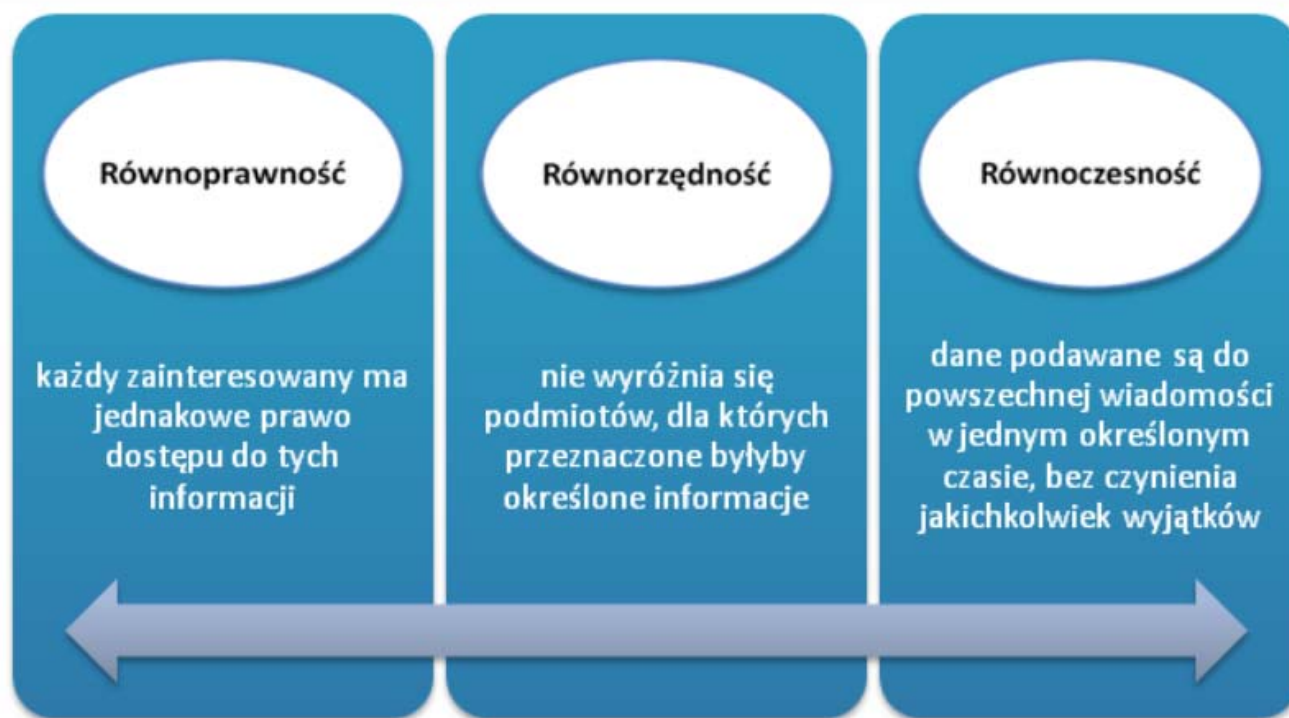 Równoprawność
każdy zainteresowany ma
jednakowe prawo
dostępu do tych
informacji
Równorzędność
nie wyróżnia się
podmiotów, dla których
przeznaczone byłyby
określone informacje
Równoczesność
dane podawane są do
powszechnej wiadomości
w jednym określonym
czasie, bez czynienia
jakichkolwiek wyjątków